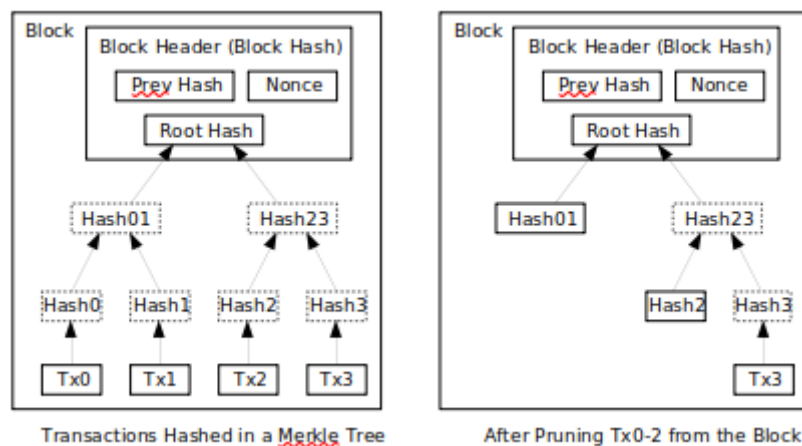 Block
Block Header (Block Hash)
Prev Hash Nonce
Root Hash
Hash01 Hash23
Hash0 Hash1 Hash2 Hash3
Tx0 Tx1 Tx2 Tx3
Transactions Hashed in a Merkle Tree
Block
Block Header (Block Hash)
Prev Hash Nonce
Root Hash
Hash01 Hash23
Hash2 Hash3
Tx3
After Pruning Tx0-2 from the Block